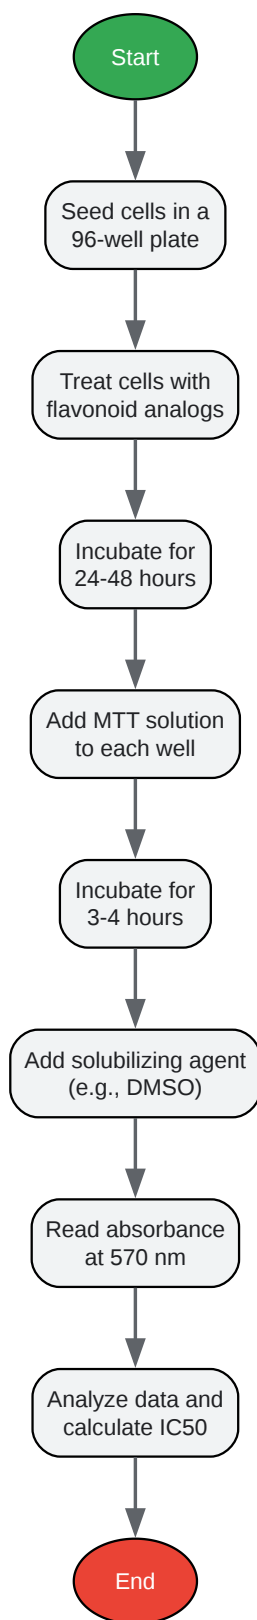 Start
Seed cells in a
96-well plate
Treat cells with
flavonoid analogs
Incubate for
24-48 hours
Add MTT solution
to each well
Incubate for
3-4 hours
Add solubilizing agent
(e.g., DMSO)
Read absorbance
at 570 nm
Analyze data and
calculate IC50
End